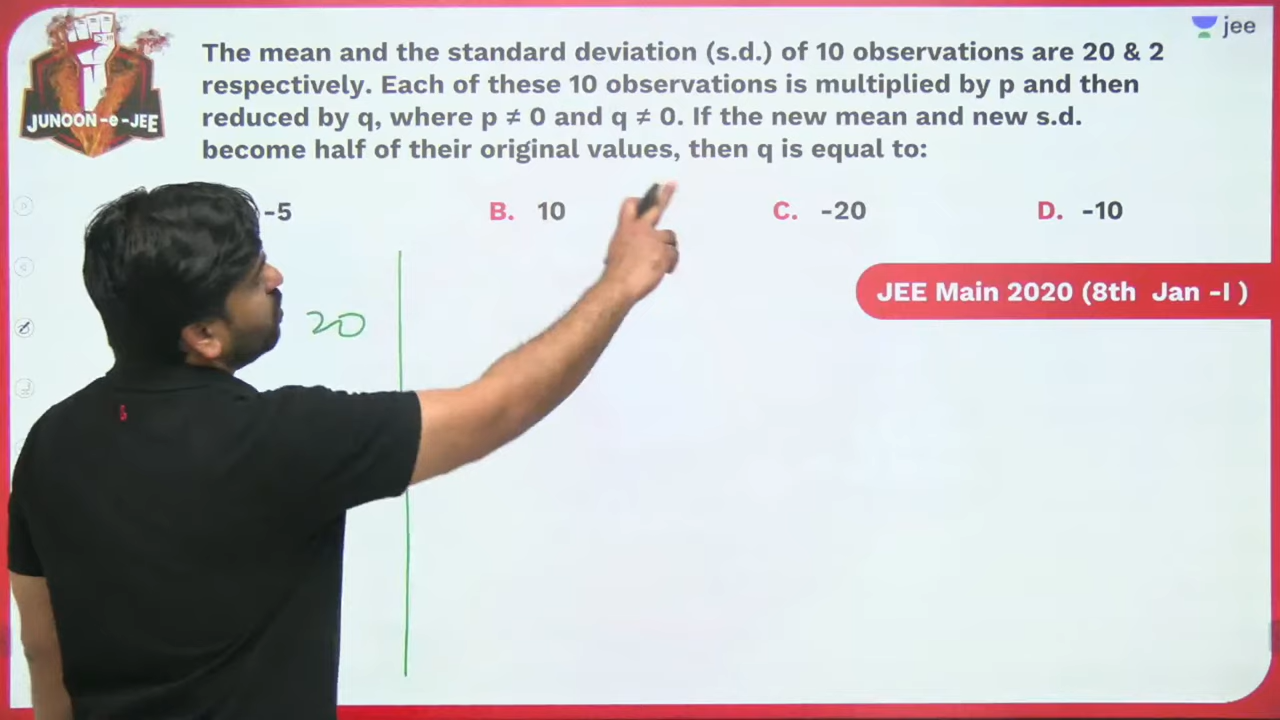 jee
The mean and the standard deviation (s.d.) of 10 observations are 20 & 2
respectively. Each of these 10 observations is multiplied by p and then
reduced by q, where p ≠ 0 and q ≠ 0. If the new mean and new s.d.
become half of their original values, then q is equal to:
JUNOON-e-JEE
-5 B. 10 C. -20 D. -10
JEE Main 2020 (8th Jan -I )
20